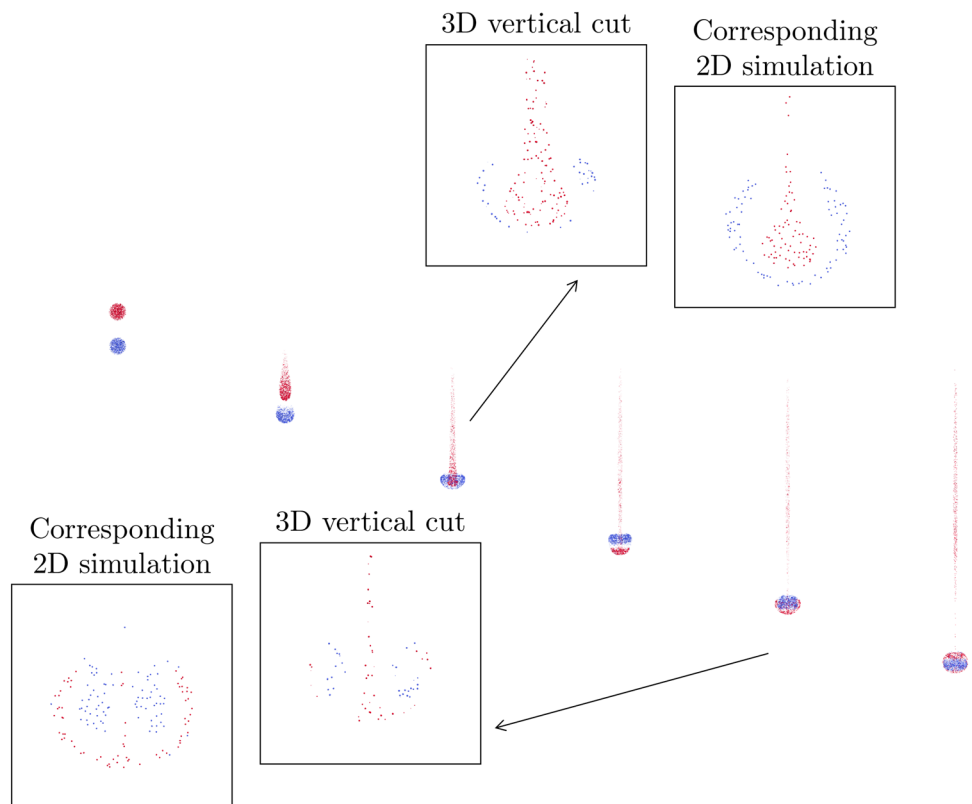 3D vertical cut
Corresponding
2D simulation
Corresponding
2D simulation
3D vertical cut